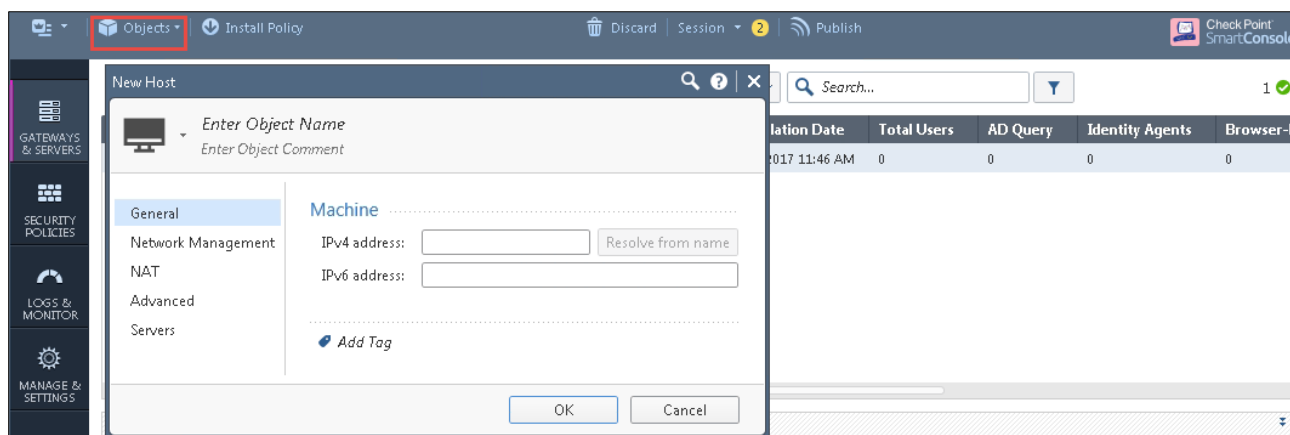 Objects Install Policy Discard Session 2 Publish Check Point
SmartConsole
New Host
Search...
1
GATEWAYS
& SERVERS
Enter Object Name
Enter Object Comment
lation Date Total Users AD Query Identity Agents Browser-
2017 11:46 AM 0 0 0 0
SECURITY
POLICIES
General
Network Management
NAT
Advanced
Servers
Machine
IPv4 address: Resolve from name
IPv6 address:
Add Tag
LOGS &
MONITOR
MANAGE &
SETTINGS
OK Cancel